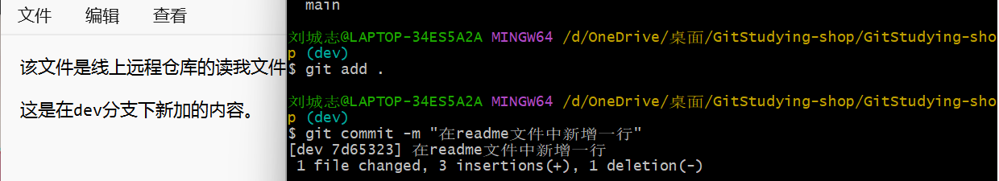 文件 编辑 查看
该文件是线上远程仓库的读我文件
这是在dev分支下新加的内容。
main
刘城志@LAPTOP-34ES5A2A MINGW64 /d/OneDrive/桌面/GitStudying-shop/GitStudying-sho
p (dev)
$ git add .
刘城志@LAPTOP-34ES5A2A MINGW64 /d/OneDrive/桌面/GitStudying-shop/GitStudying-sho
p (dev)
$ git commit -m "在readme文件中新增一行"
[dev 7d65323] 在readme文件中新增一行
1 file changed, 3 insertions(+), 1 deletion(-)